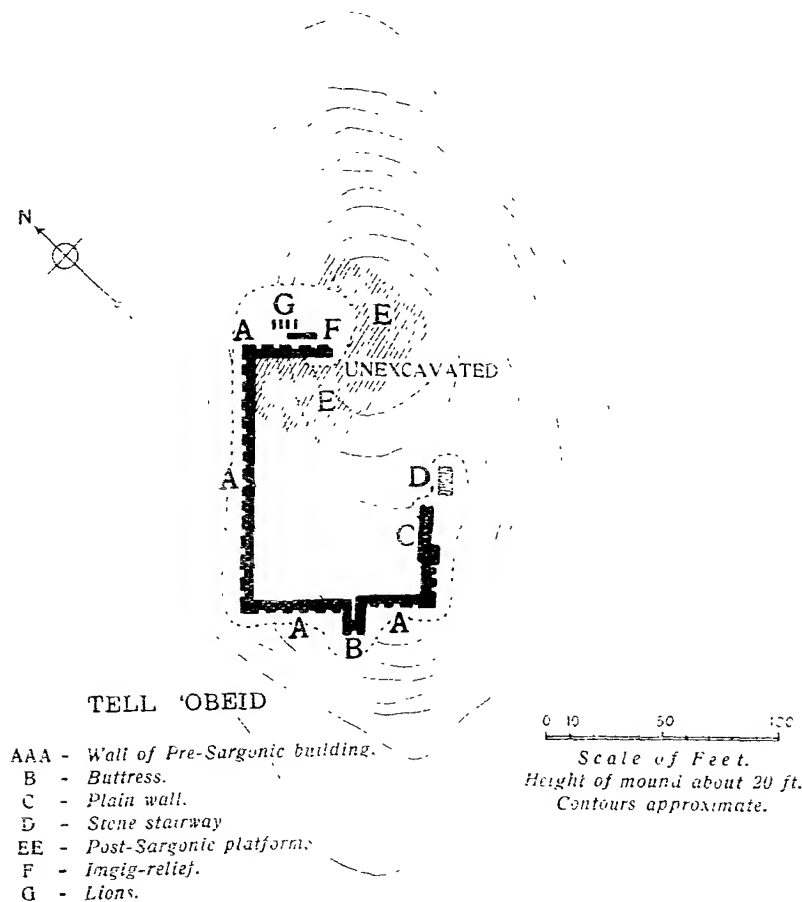 N
G
A
F
E
UNEXCAVATED
E
A
D
C
A
A
B
TELL 'OBEID
AAA - Wall of Pre-Sargonic building.
B - Buttress.
C - Plain wall.
D - Stone stairway
EE - Post-Sargonic platforms
F - Imgig-relief.
G - Lions.
0 10 50 100
Scale of Feet.
Height of mound about 20 ft.
Contours approximate.